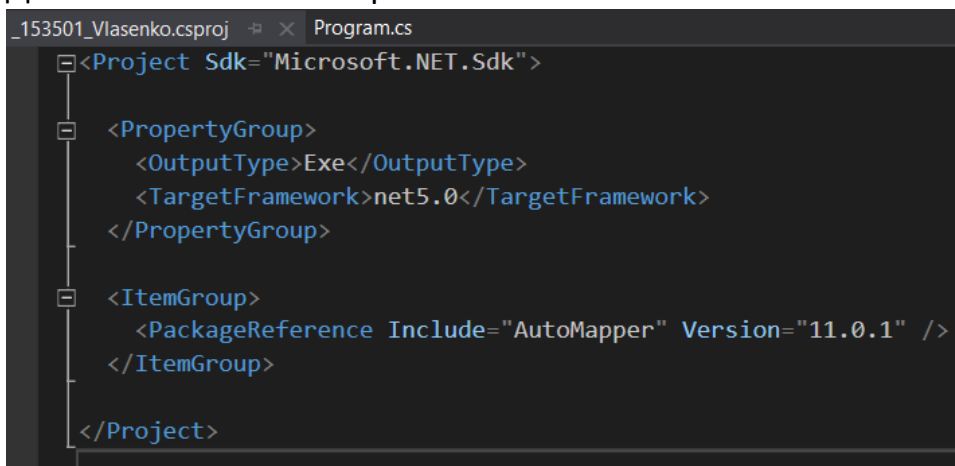 _153501_Vlasenko.csproj Program.cs
<Project Sdk="Microsoft.NET.Sdk">
<PropertyGroup>
<OutputType>Exe</OutputType>
<TargetFramework>net5.0</TargetFramework>
</PropertyGroup>
<ItemGroup>
<PackageReference Include="AutoMapper" Version="11.0.1" />
</ItemGroup>
</Project>